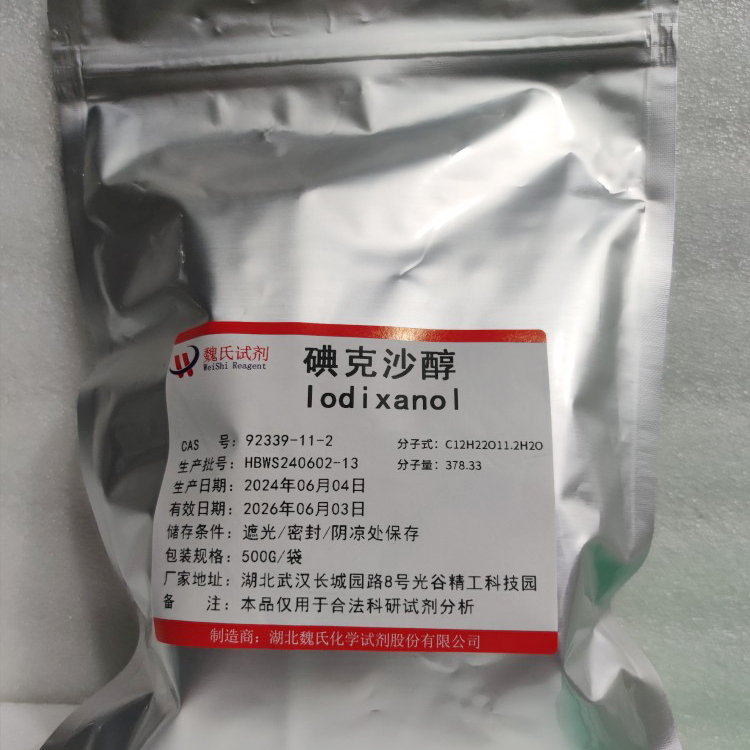 魏氏试剂
WeiShi Reagent
碘克沙醇
Iodixanol
CAS 号：92339-11-2
分子式：C12H22O11.2H2O
生产批号：HBWS240602-13
分子量：378.33
生产日期：2024年06月04日
有效日期：2026年06月03日
储存条件：遮光/密封/阴凉处保存
包装规格：500G/袋
厂家地址：湖北武汉长城园路8号光谷精工科技园
备 注：本品仅用于合法科研试剂分析
制造商：湖北魏氏化学试剂股份有限公司